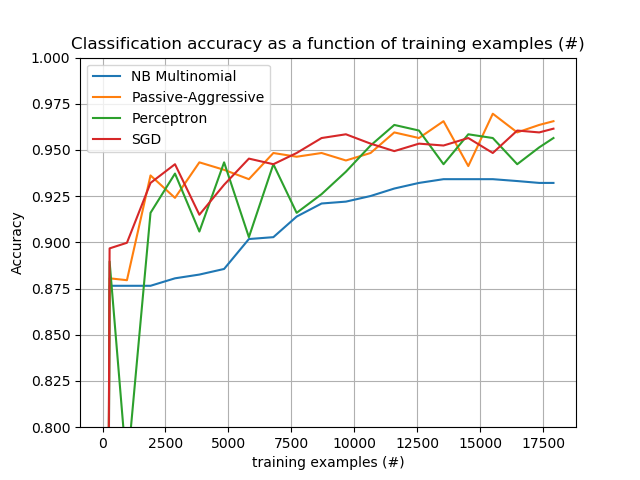 Classification accuracy as a function of training examples (#)
NB Multinomial
Passive-Aggressive
Perceptron
SGD
Accuracy
1.000
0.975
0.950
0.925
0.900
0.875
0.850
0.825
0.800
0 2500 5000 7500 10000 12500 15000 17500
training examples (#)